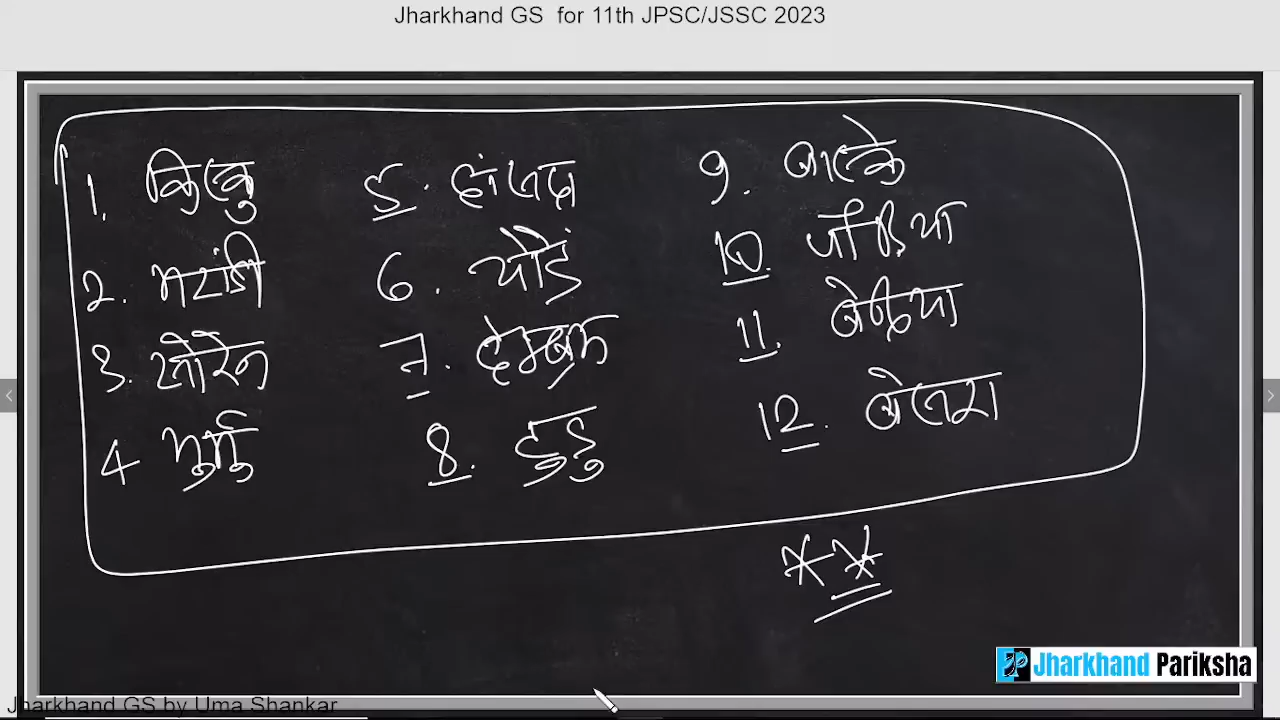 Jharkhand GS for 11th JPSC/JSSC 2023
1. किस्कु
2. मरांडी
3. सोरेन
4 मुर्मु
5. हांसदा
6. चौड़ें
7. हेम्ब्रम
8. टुडु
9. बास्के
10. पौड़िया
11. बेदिया
12. बेसरा
Jharkhand Pariksha
Jharkhand GS by Uma Shankar